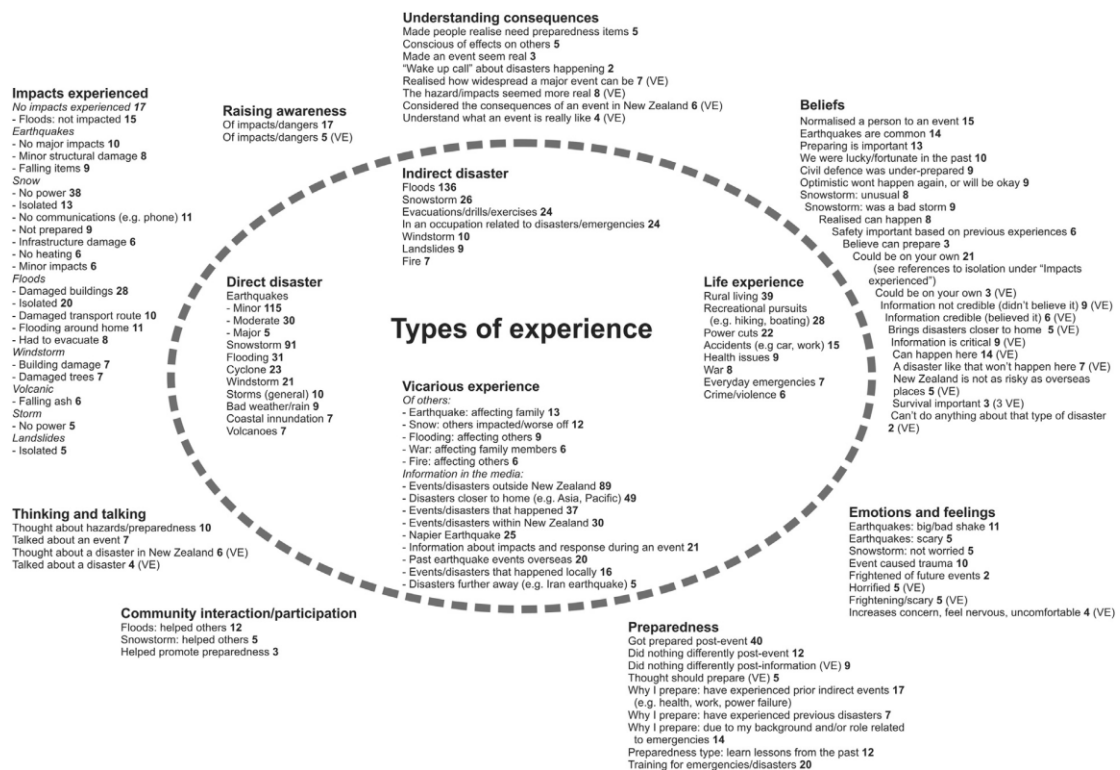 Understanding consequences
Made people realise need preparedness items 5
Conscious of effects on others 5
Made an event seem real 3
“Wake up call” about disasters happening 2
Realised how widespread a major event can be 7 (VE)
The hazard/impacts seemed more real 8 (VE)
Considered the consequences of an event in New Zealand 6 (VE)
Understand what an event is really like 4 (VE)
Impacts experienced
No impacts experienced 17
- Floods: not impacted 15
Earthquakes
- No major impacts 10
- Minor structural damage 8
- Falling items 9
Snow
- No power 38
- Isolated 13
- No communications (e.g. phone) 11
- Not prepared 9
- Infrastructure damage 6
- No heating 6
- Minor impacts 6
Floods
- Damaged buildings 28
- Isolated 20
- Damaged transport route 10
- Flooding around home 11
- Had to evacuate 8
Windstorm
- Building damage 7
- Damaged trees 7
Volcanic
- Falling ash 6
Storm
- No power 5
Landslides
- Isolated 5
Raising awareness
Of impacts/dangers 17
Of impacts/dangers 5 (VE)
Beliefs
Normalised a person to an event 15
Earthquakes are common 14
Preparing is important 13
We were lucky/fortunate in the past 10
Civil defence was under-prepared 9
Optimistic wont happen again, or will be okay 9
Snowstorm: unusual 8
Snowstorm: was a bad storm 9
Realised can happen 8
Safety important based on previous experiences 6
Believe can prepare 3
Could be on your own 21
(see references to isolation under “Impacts
experienced”)
Could be on your own 3 (VE)
Information not credible (didn’t believe it) 9 (VE)
Information credible (believed it) 6 (VE)
Brings disasters closer to home 5 (VE)
Information is critical 9 (VE)
Can happen here 14 (VE)
A disaster like that won’t happen here 7 (VE)
New Zealand is not as risky as overseas
places 5 (VE)
Survival important 3 (3 VE)
Can’t do anything about that type of disaster
2 (VE)
Indirect disaster
Floods 136
Snowstorm 26
Evacuations/drills/exercises 24
In an occupation related to disasters/emergencies 24
Windstorm 10
Landslides 9
Fire 7
Direct disaster
Earthquakes
- Minor 115
- Moderate 30
- Major 5
Snowstorm 91
Flooding 31
Cyclone 23
Windstorm 21
Storms (general) 10
Bad weather/rain 9
Coastal innundation 7
Volcanoes 7
Types of experience
Life experience
Rural living 39
Recreational pursuits
(e.g. hiking, boating) 28
Power cuts 22
Accidents (e.g car, work) 15
Health issues 9
War 8
Everyday emergencies 7
Crime/violence 6
Vicarious experience
Of others:
- Earthquake: affecting family 13
- Snow: others impacted/worse off 12
- Flooding: affecting others 9
- War: affecting family members 6
- Fire: affecting others 6
Information in the media:
- Events/disasters outside New Zealand 89
- Disasters closer to home (e.g. Asia, Pacific) 49
- Events/disasters that happened 37
- Events/disasters within New Zealand 30
- Napier Earthquake 25
- Information about impacts and response during an event 21
- Past earthquake events overseas 20
- Events/disasters that happened locally 16
- Disasters further away (e.g. Iran earthquake) 5
Thinking and talking
Thought about hazards/preparedness 10
Talked about an event 7
Thought about a disaster in New Zealand 6 (VE)
Talked about a disaster 4 (VE)
Emotions and feelings
Earthquakes: big/bad shake 11
Earthquakes: scary 5
Snowstorm: not worried 5
Event caused trauma 10
Frightened of future events 2
Horrified 5 (VE)
Frightening/scary 5 (VE)
Increases concern, feel nervous, uncomfortable 4 (VE)
Community interaction/participation
Floods: helped others 12
Snowstorm: helped others 5
Helped promote preparedness 3
Preparedness
Got prepared post-event 40
Did nothing differently post-event 12
Did nothing differently post-information (VE) 9
Thought should prepare (VE) 5
Why I prepare: have experienced prior indirect events 17
(e.g. health, work, power failure)
Why I prepare: have experienced previous disasters 7
Why I prepare: due to my background and/or role related
to emergencies 14
Preparedness type: learn lessons from the past 12
Training for emergencies/disasters 20